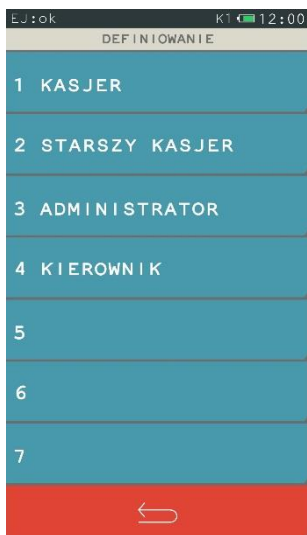 EJ:ok K1 12:00
DEFINIOWANIE
1 KASJER
2 STARSZY KASJER
3 ADMINISTRATOR
4 KIEROWNIK
5
6
7